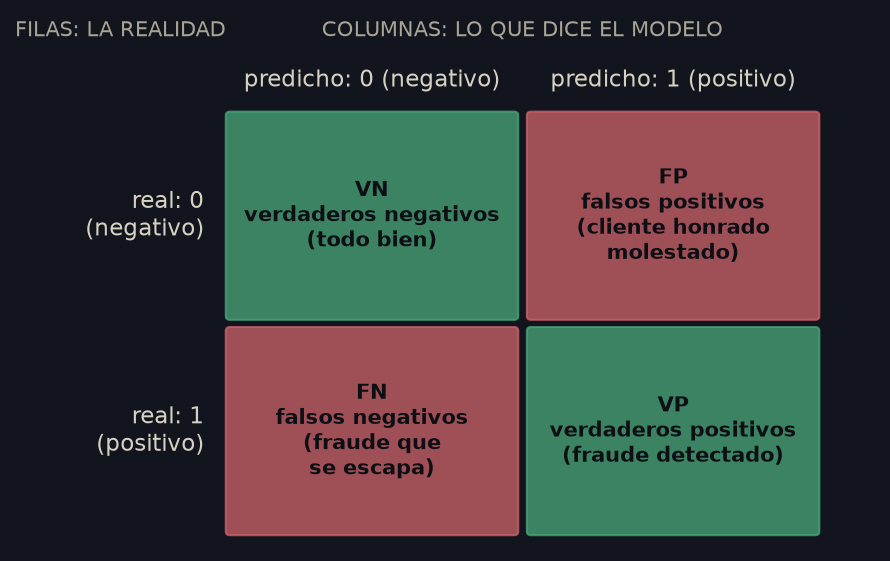 FILAS: LA REALIDAD
COLUMNAS: LO QUE DICE EL MODELO
predicho: 0 (negativo)
predicho: 1 (positivo)
real: 0
(negativo)
VN
verdaderos negativos
(todo bien)
FP
falsos positivos
(cliente honrado
molestado)
real: 1
(positivo)
FN
falsos negativos
(fraude que
se escapa)
VP
verdaderos positivos
(fraude detectado)